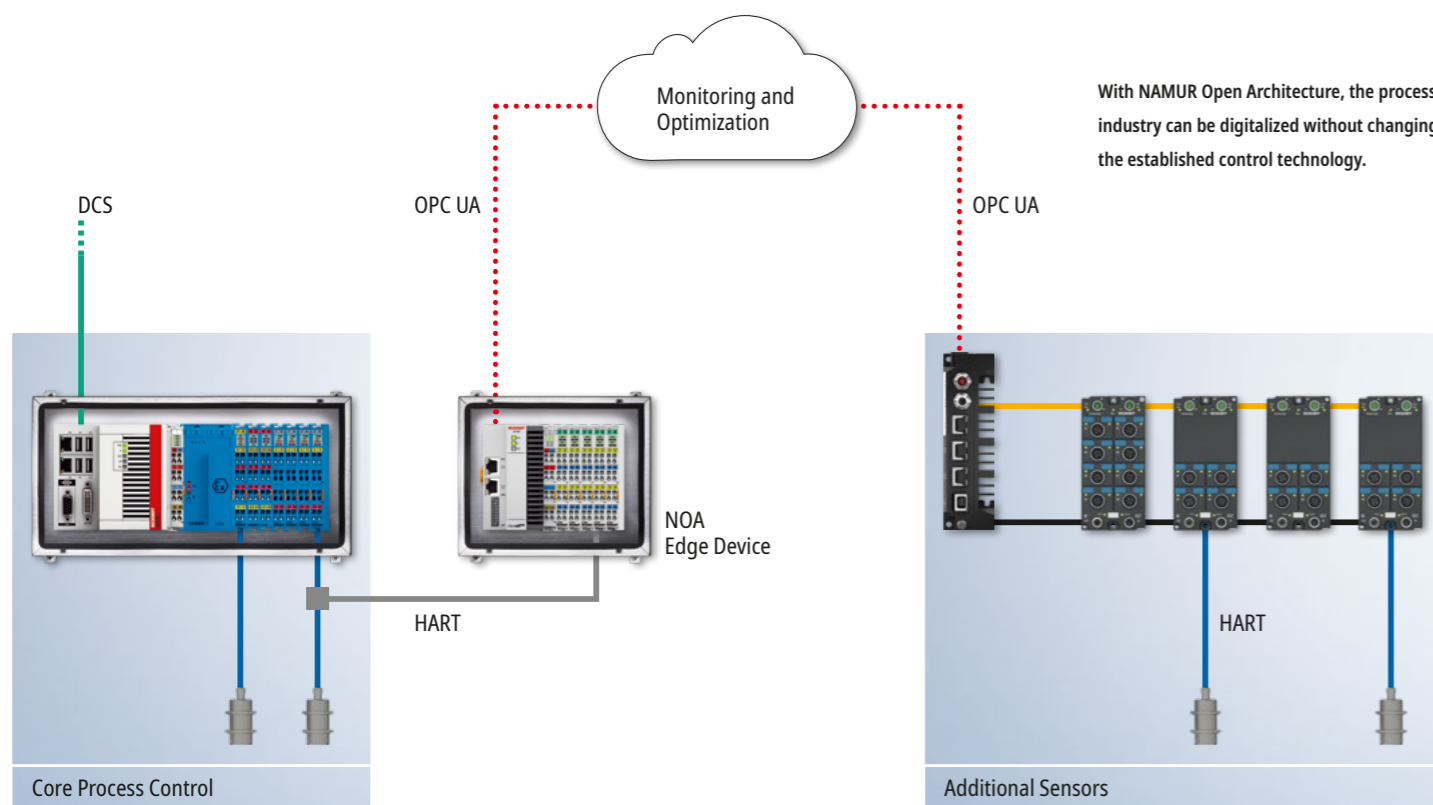 Monitoring and
Optimization
With NAMUR Open Architecture, the process
industry can be digitalized without changing
the established control technology.
DCS
OPC UA
OPC UA
NOA
Edge Device
HART
HART
Core Process Control
Additional Sensors